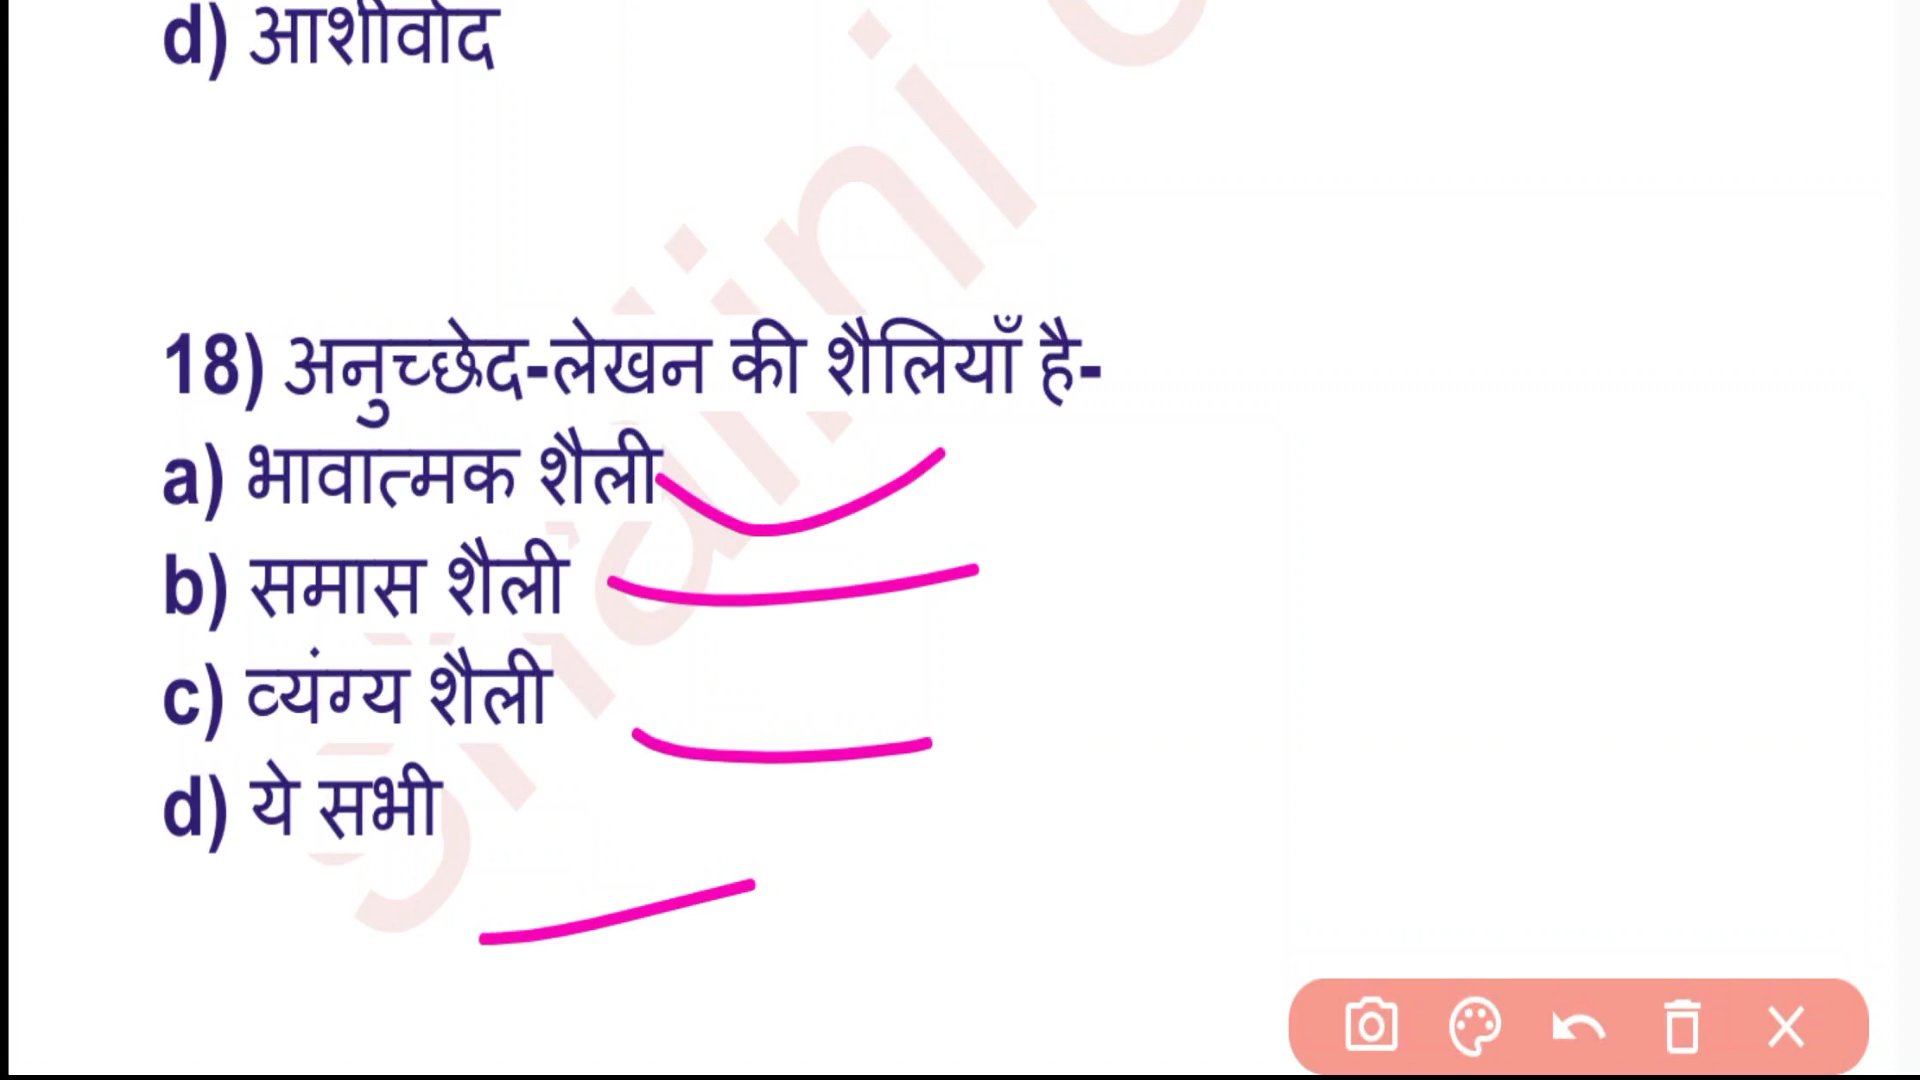 d) आशीर्वाद
18) अनुच्छेद-लेखन की शैलियाँ है-
a) भावात्मक शैली
b) समास शैली
c) व्यंग्य शैली
d) ये सभी